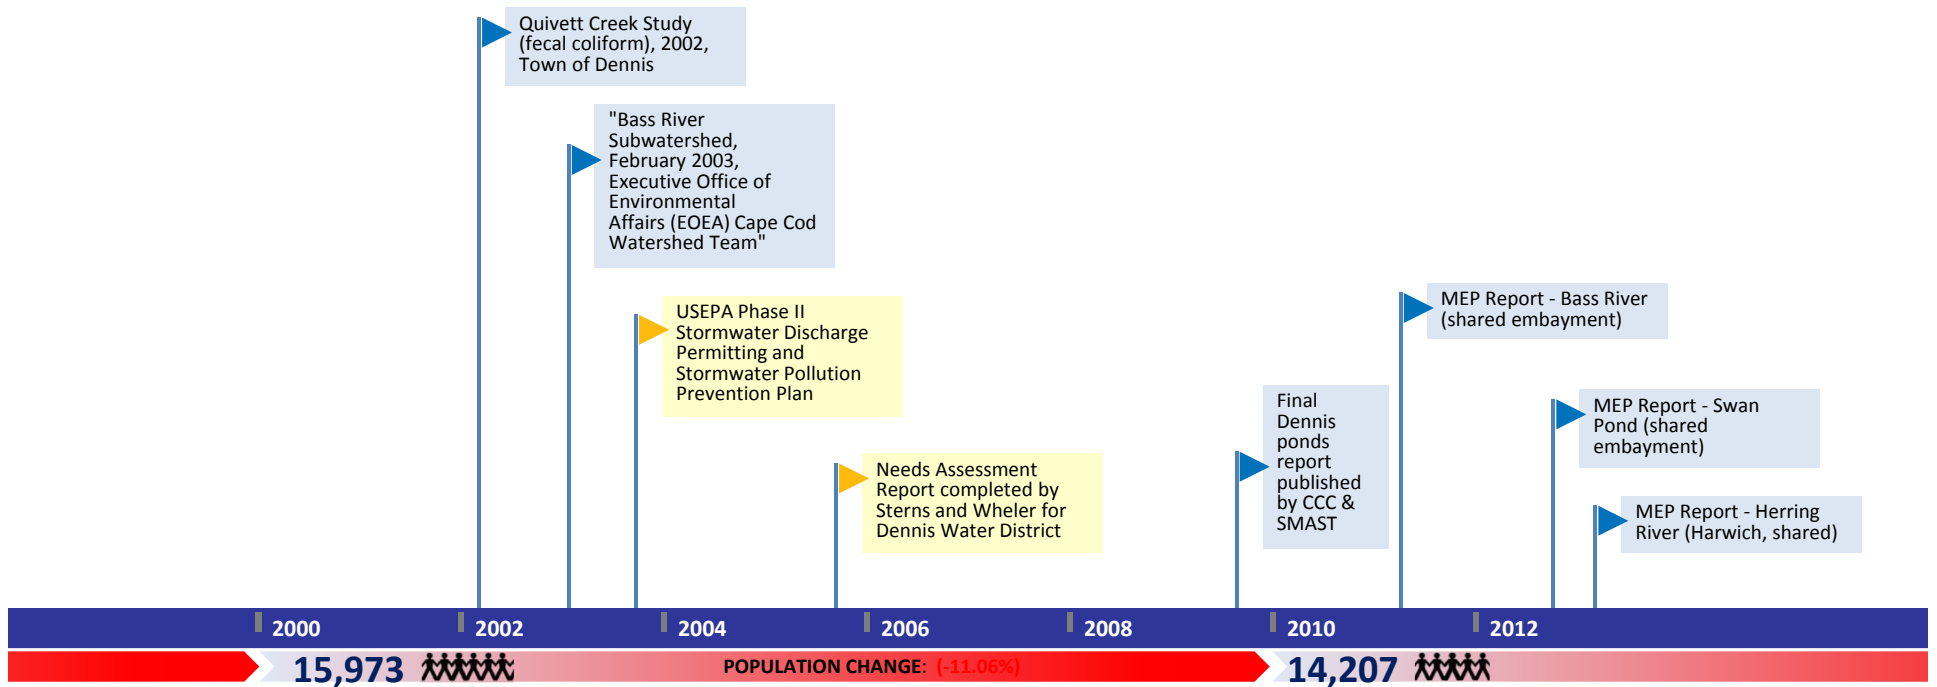 Quivett Creek Study
(fecal coliform), 2002,
Town of Dennis
"Bass River
Subwatershed,
February 2003,
Executive Office of
Environmental
Affairs (EOEA) Cape Cod
Watershed Team"
USEPA Phase II
Stormwater Discharge
Permitting and
Stormwater Pollution
Prevention Plan
Needs Assessment
Report completed by
Sterns and Wheler for
Dennis Water District
Final
Dennis
ponds
report
published
by CCC &
SMAST
MEP Report - Bass River
(shared embayment)
MEP Report - Swan
Pond (shared
embayment)
MEP Report - Herring
River (Harwich, shared)
2000 2002 2004 2006 2008 2010 2012
15,973 POPULATION CHANGE: (-11.06%) 14,207